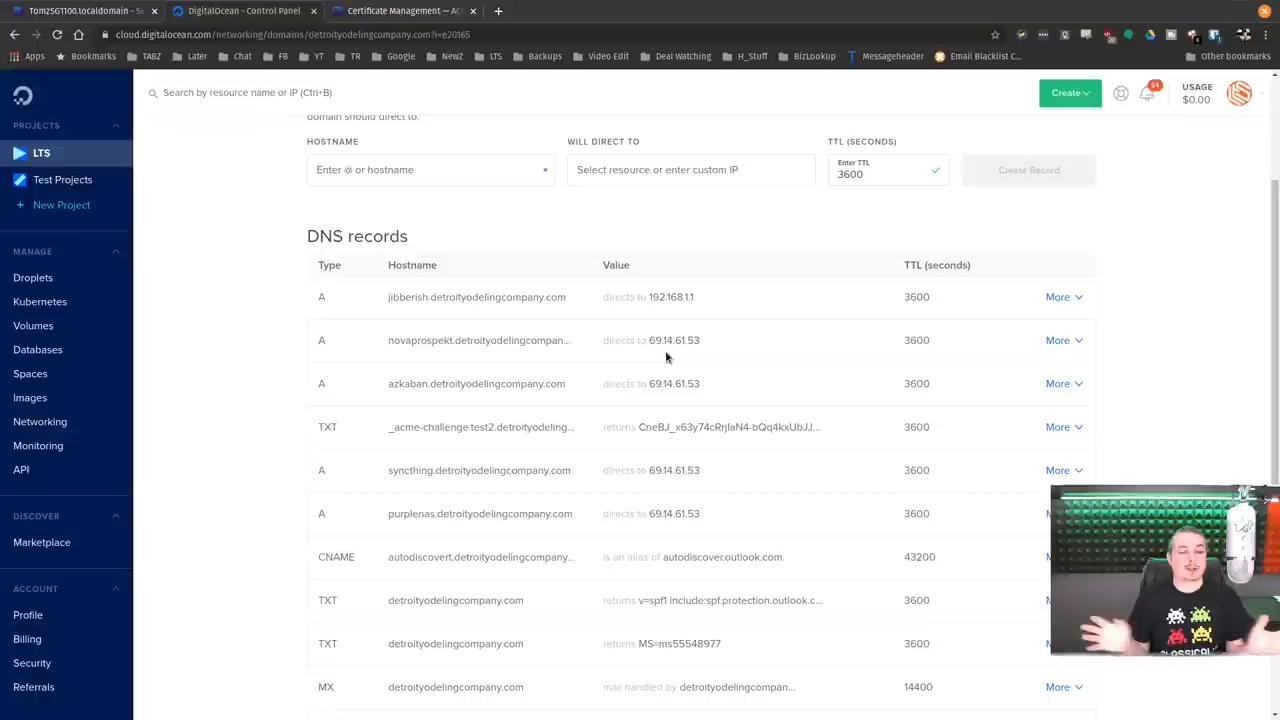 Tom2SG1100.localdomain - S
DigitalOcean - Control Panel
Certificate Management — AC
cloud.digitalocean.com/networking/domains/detroityodelingcompany.com?i=e20165
Apps
Bookmarks
TABZ
Later
Chat
FB
YT
TR
Google
NewZ
LTS
Backups
Video Edit
Deal Watching
H_Stuff
BizLookup
Messageheader
Email Blacklist C...
Other bookmarks
Search by resource name or IP (Ctrl+B)
Create
24
USAGE
$0.00
PROJECTS
LTS
Test Projects
+ New Project
MANAGE
Droplets
Kubernetes
Volumes
Databases
Spaces
Images
Networking
Monitoring
API
DISCOVER
Marketplace
ACCOUNT
Profile
Billing
Security
Referrals
domain should direct to.
HOSTNAME
WILL DIRECT TO
TTL (SECONDS)
Enter @ or hostname
Select resource or enter custom IP
Enter TTL
3600
Create Record
DNS records
Type Hostname Value TTL (seconds)
A jibberish.detroityodelingcompany.com directs to 192.168.1.1 3600 More
A novaprospekt.detroityodelingcompan... directs to 69.14.61.53 3600 More
A azkaban.detroityodelingcompany.com directs to 69.14.61.53 3600 More
TXT _acme-challenge.test2.detroityodeling... returns CneBJ_x63y74cRrjlaN4-bQq4kxUbJJ... 3600 More
A syncthing.detroityodelingcompany.com directs to 69.14.61.53 3600 More
A purplenas.detroityodelingcompany.com directs to 69.14.61.53 3600
CNAME autodiscovert.detroityodelingcompany... is an alias of autodiscover.outlook.com. 43200
TXT detroityodelingcompany.com returns v=spf1 include:spf.protection.outlook.c... 3600
TXT detroityodelingcompany.com returns MS=ms55548977 3600
MX detroityodelingcompany.com mail handled by detroityodelingcompan... 14400 More